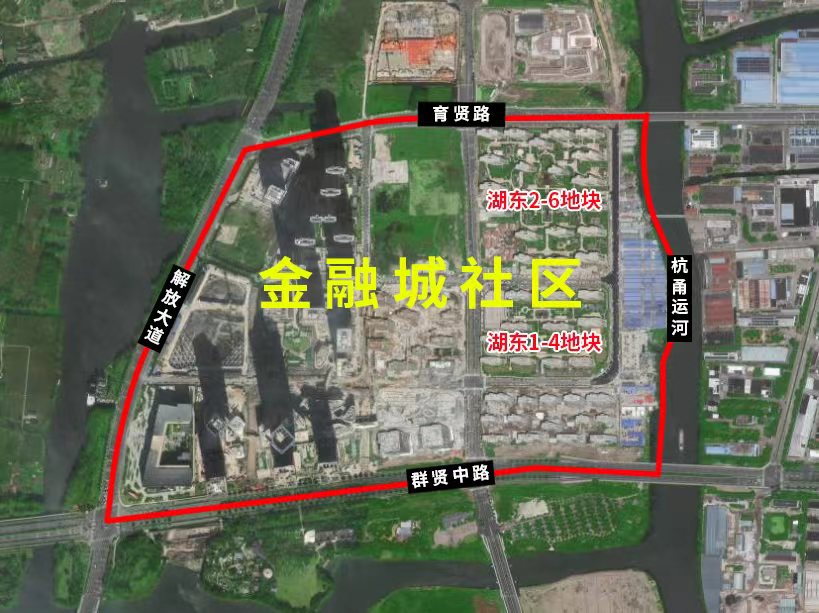 育贤路
湖东2-6地块
金融城社区
杭甬运河
解放大道
湖东1-4地块
群贤中路